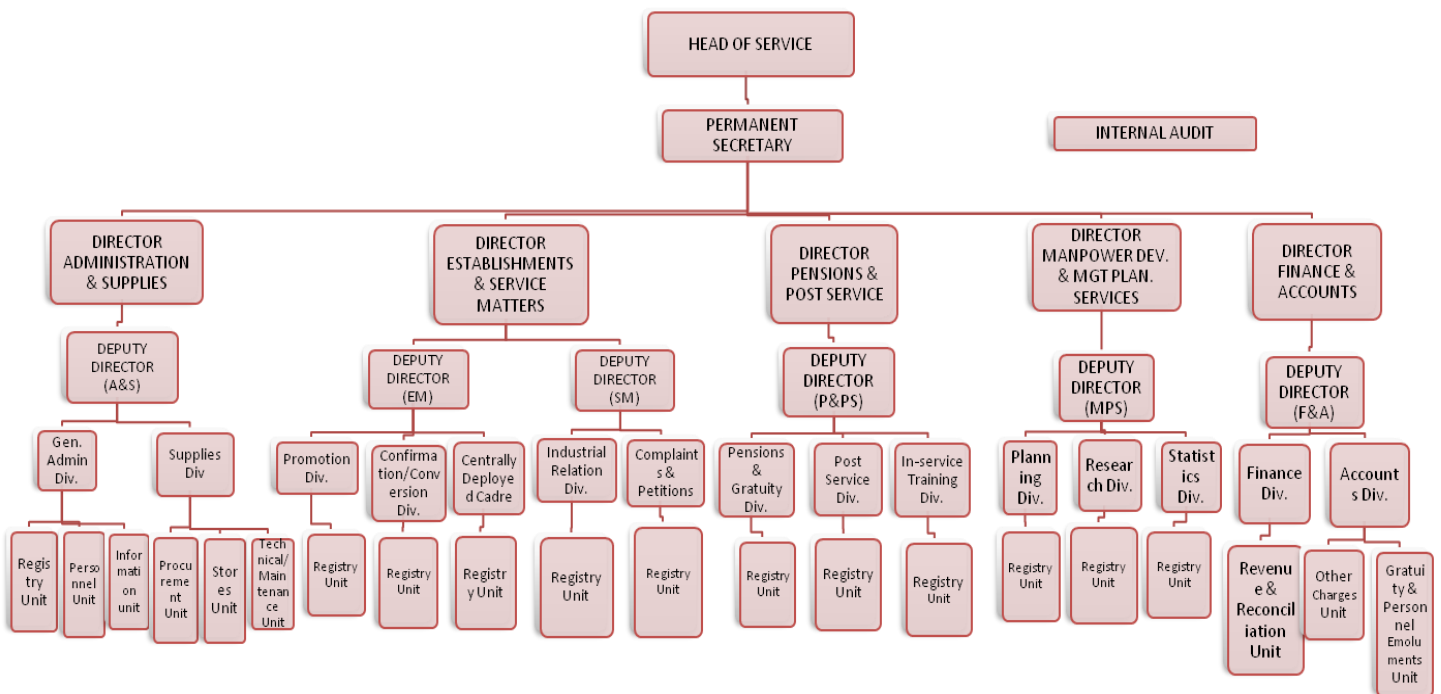 HEAD OF SERVICE
PERMANENT
SECRETARY
INTERNAL AUDIT
DIRECTOR
ADMINISTRATION
& SUPPLIES
DIRECTOR
ESTABLISHMENTS
& SERVICE
MATTERS
DIRECTOR
PENSIONS &
POST SERVICE
DIRECTOR
MANPOWER DEV.
& MGT PLAN.
SERVICES
DIRECTOR
FINANCE &
ACCOUNTS
DEPUTY
DIRECTOR
(A&S)
DEPUTY
DIRECTOR
(EM)
DEPUTY
DIRECTOR
(SM)
DEPUTY
DIRECTOR
(P&PS)
DEPUTY
DIRECTOR
(MPS)
DEPUTY
DIRECTOR
(F&A)
Gen.
Admin
Div.
Supplies
Div
Promotion
Div.
Confirma
tion/Conv
ersion
Div.
Centrally
Deploye
d Cadre
Industrial
Relation
Div.
Complaint
s &
Petitions
Pensions
&
Gratuity
Div.
Post
Service
Div.
In-service
Training
Div.
Plann
ing
Div.
Resear
ch Div.
Statist
ics
Div.
Finance
Div.
Account
s Div.
Regis
try
Unit
Perso
nnel
Unit
Infor
mati
on
unit
Procu
reme
nt
Unit
Stor
es
Unit
Tech
nical/
Main
tena
nce
Unit
Registry
Unit
Registry
Unit
Registr
y Unit
Registry
Unit
Registry
Unit
Registry
Unit
Registry
Unit
Registry
Unit
Registry
Unit
Registry
Unit
Registry
Unit
Revenu
e &
Reconcil
iation
Unit
Other
Charges
Unit
Gratu
ity &
Person
nel
Emolu
ments
Unit